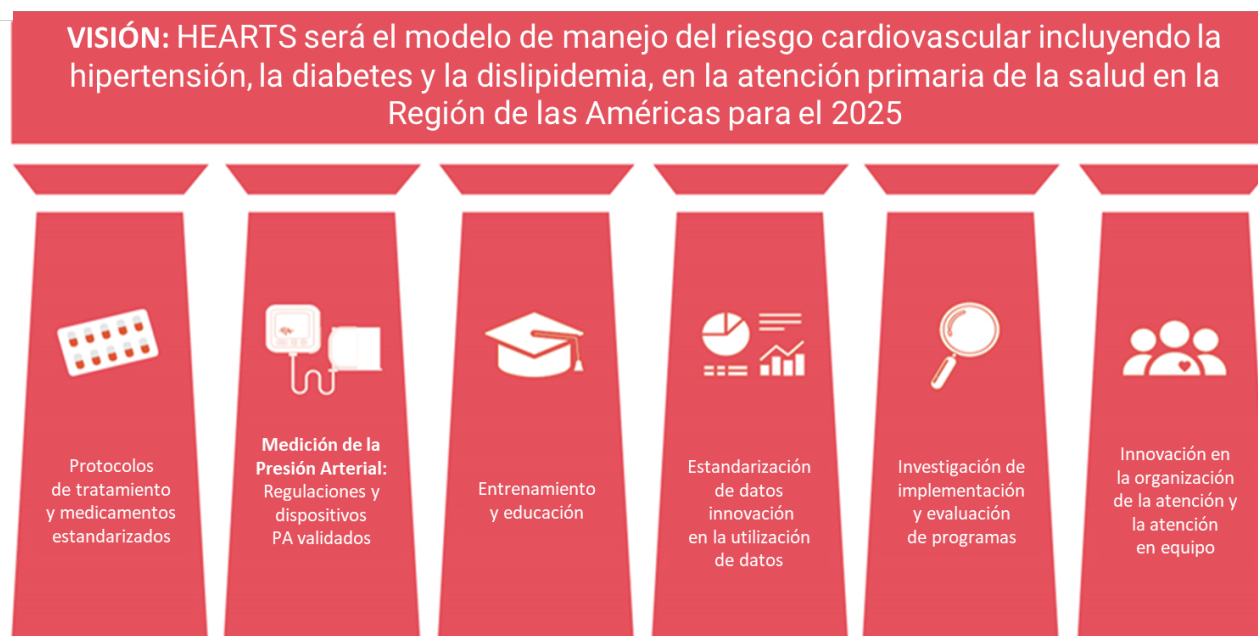 VISIÓN: HEARTS será el modelo de manejo del riesgo cardiovascular incluyendo la
hipertensión, la diabetes y la dislipidemia, en la atención primaria de la salud en la
Región de las Américas para el 2025
Protocolos
de tratamiento
y medicamentos
estandarizados
Medición de la
Presión Arterial:
Regulaciones y
dispositivos
PA validados
Entrenamiento
y educación
Estandarización
de datos
innovación
en la utilización
de datos
Investigación de
implementación
y evaluación
de programas
Innovación en
la organización
de la atención y
la atención
en equipo